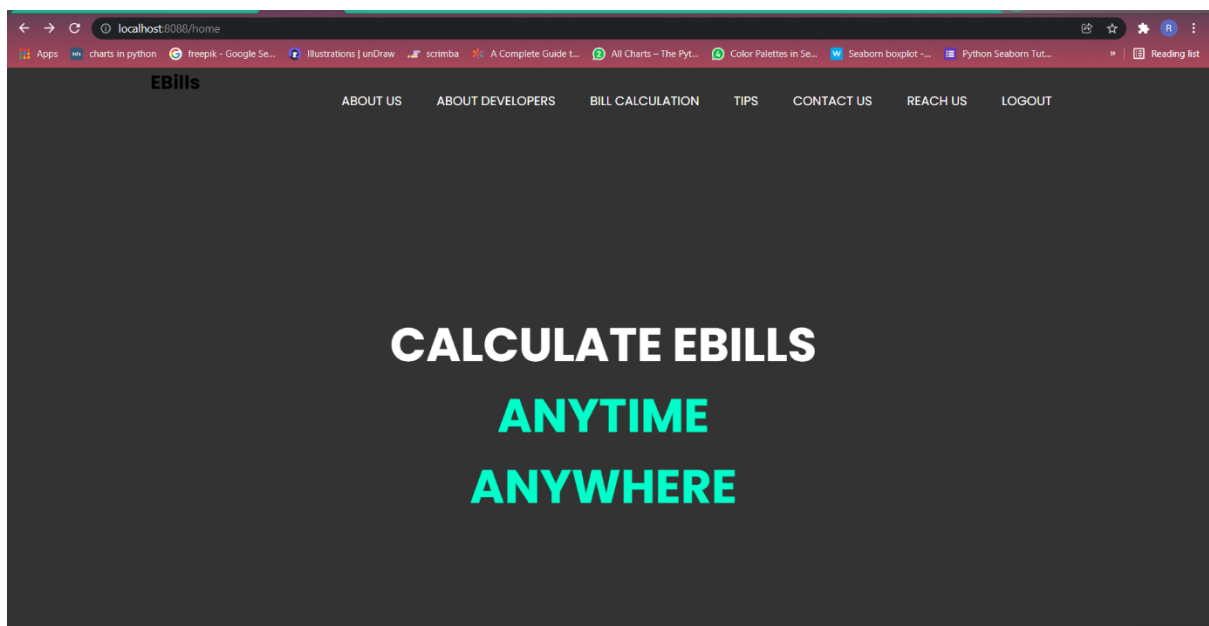 localhost:8088/home
R
Apps charts in python freepik - Google Se... Illustrations | unDraw scrimba A Complete Guide t... All Charts – The Pyt... Color Palettes in Se... Seaborn boxplot -... Python Seaborn Tut... » Reading list
EBills
ABOUT US ABOUT DEVELOPERS BILL CALCULATION TIPS CONTACT US REACH US LOGOUT
CALCULATE EBILLS
ANYTIME
ANYWHERE